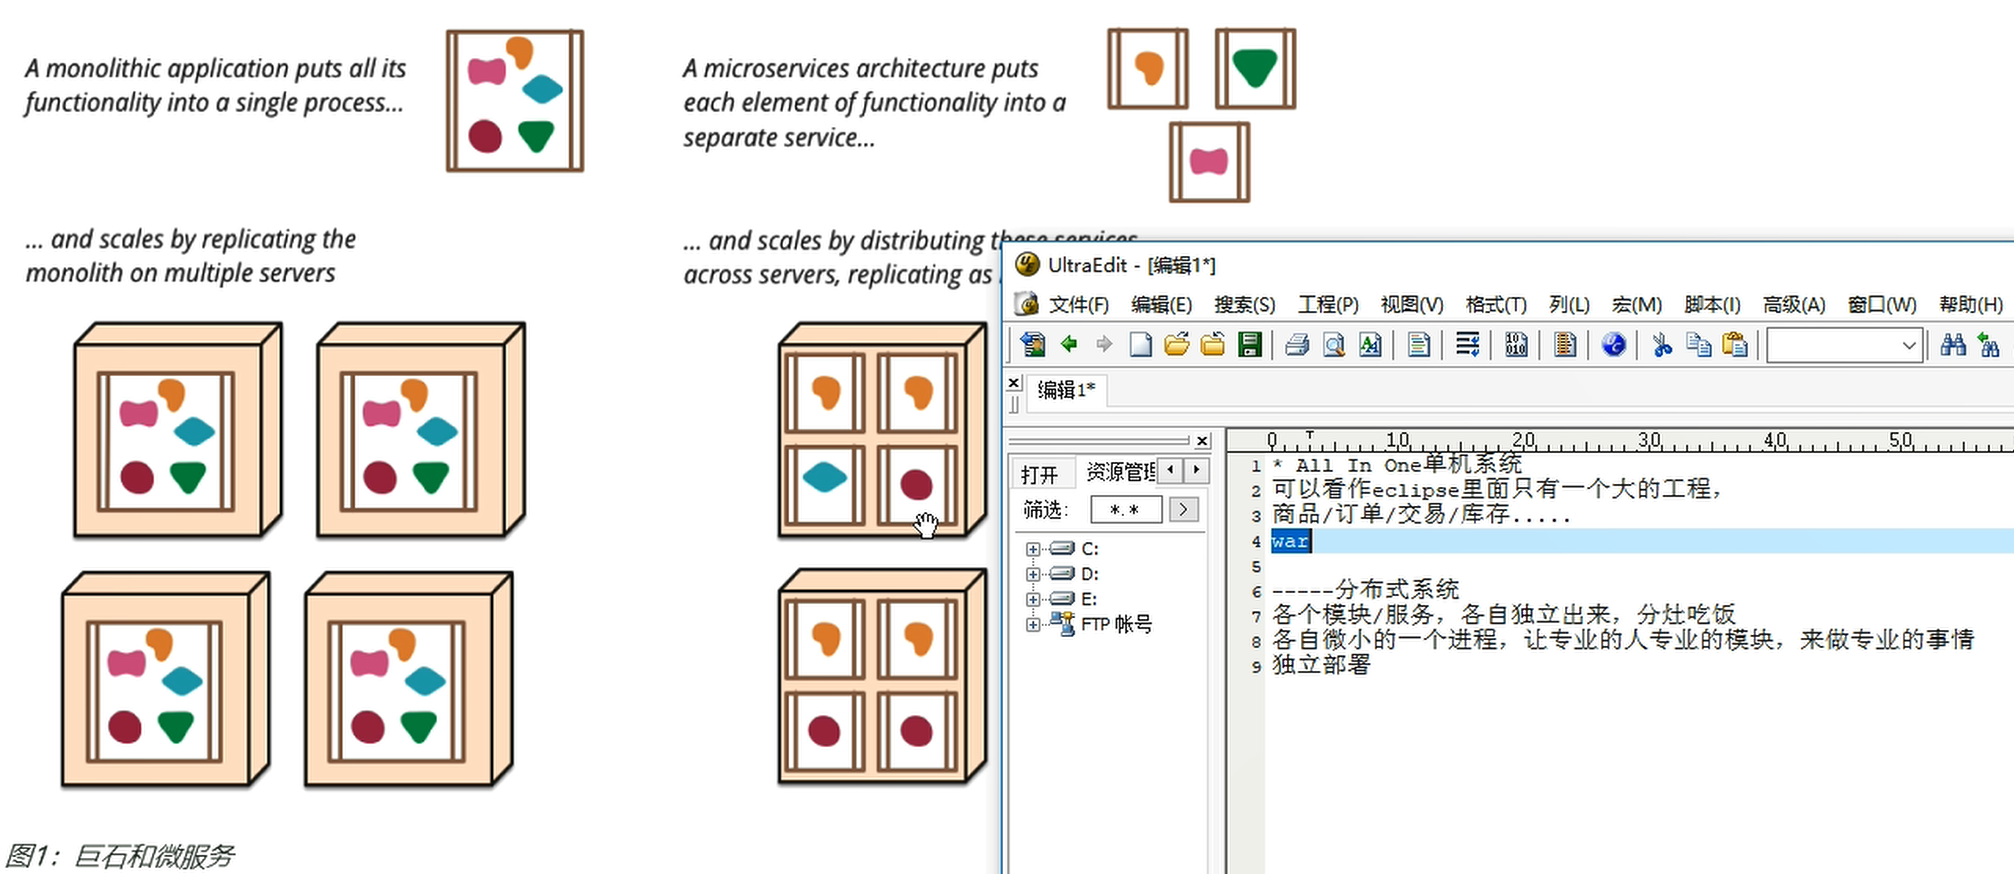 A monolithic application puts all its
functionality into a single process...
A microservices architecture puts
each element of functionality into a
separate service...
... and scales by replicating the
monolith on multiple servers
... and scales by distributing these services
across servers, replicating as
图1：巨石和微服务
UltraEdit - [编辑1*]
文件(F) 编辑(E) 搜索(S) 工程(P) 视图(V) 格式(T) 列(L) 宏(M) 脚本(I) 高级(A) 窗口(W) 帮助(H)
编辑1*
打开 资源管理
筛选： *.*
C:
D:
E:
FTP 帐号
0 10 20 30 40 50
1 * All In One单机系统
2 可以看作eclipse里面只有一个大的工程，
3 商品/订单/交易/库存.....
4 war
5
6 -----分布式系统
7 各个模块/服务，各自独立出来，分灶吃饭
8 各自微小的一个进程，让专业的人专业的模块，来做专业的事情
9 独立部署